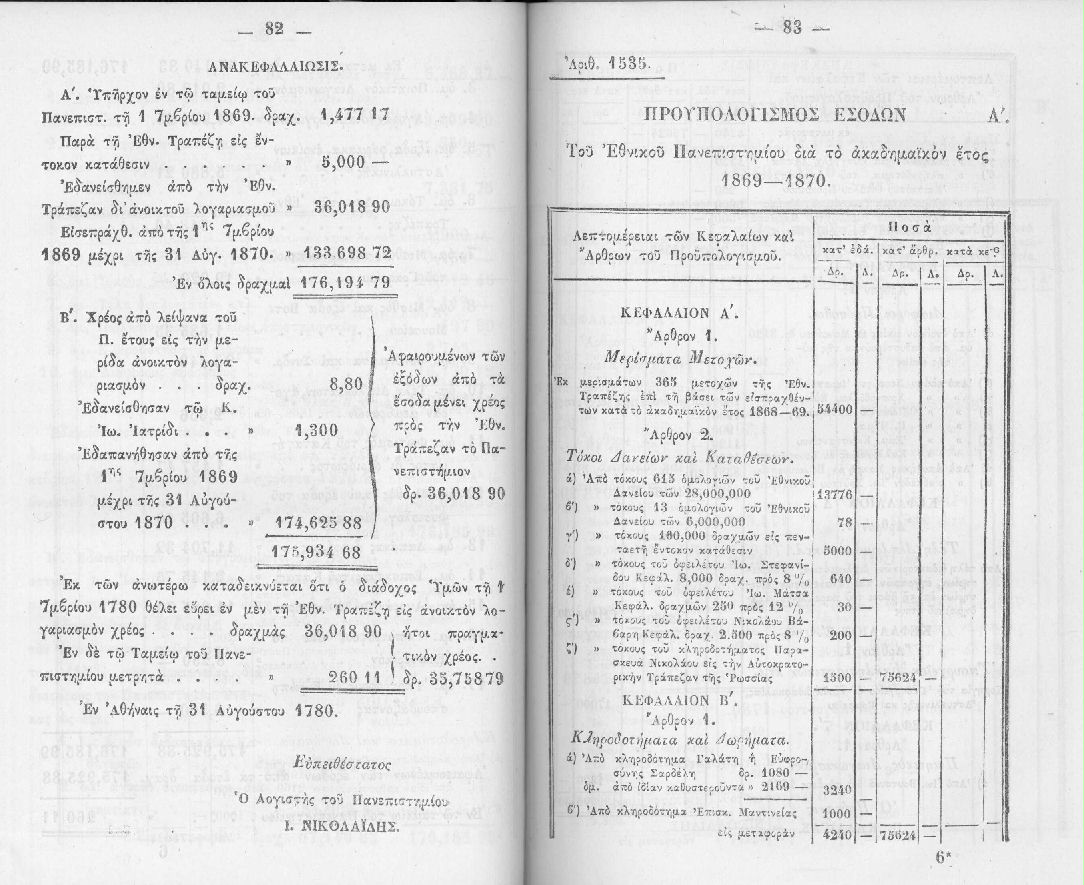 — 82 —
ΑΝΑΚΕΦΑΛΑΙΩΣΙΣ.
Α΄. Ὑπῆρχον ἐν τῷ ταμείῳ τοῦ
Πανεπιστ. τῇ 1 7μβρίου 1869. δραχ. 1,477 17
Παρὰ τῇ Ἐθν. Τραπέζῃ εἰς ἔν-
τοκον κατάθεσιν . . . . . . » 5,000 —
Ἐδανείσθημεν ἀπὸ τὴν Ἐθν.
Τράπεζαν δι᾽ ἀνοικτοῦ λογαριασμοῦ » 36,018 90
Εἰσεπράχθ. ἀπὸ τῆς 1ης 7μβρίου
1869 μέχρι τῆς 31 Αὐγ. 1870. » 133,698 72
Ἐν ὅλοις δραχμαὶ 176,194 79
Β΄. Χρέος ἀπὸ λείψανα τοῦ
Π. ἔτους εἰς τὴν με-
ρίδα ἀνοικτὸν λογα-
ριασμὸν . . . δραχ. 8,80
Ἐδανείσθησαν τῷ Κ.
Ἰω. Ἰατρίδι . . . » 1,300
Ἐδαπανήθησαν ἀπὸ τῆς
1ης 7μβρίου 1869
μέχρι τῆς 31 Αὐγού-
στου 1870 . . . » 174,625 88
175,934 68
Ἀφαιρουμένων τῶν
ἐξόδων ἀπὸ τὰ
ἔσοδα μένει χρέος
πρὸς τὴν Ἐθν.
Τράπεζαν τὸ Πα-
νεπιστήμιον
δρ. 36,018 90
Ἐκ τῶν ἀνωτέρω καταδεικνύεται ὅτι ὁ διάδοχος Ὑμῶν τῇ 1
7μβρίου 1780 θέλει εὕρει ἐν μὲν τῇ Ἐθν. Τραπέζῃ εἰς ἀνοικτὸν λο-
γαριασμὸν χρέος . . . . δραχμὰς 36,018 90 ἤτοι πραγμα-
Ἐν δὲ τῷ Ταμείῳ τοῦ Πανε- τικὸν χρέος. .
πιστημίου μετρητὰ . . . . » 260 11 δρ. 35,758 79
Ἐν Ἀθήναις τῇ 31 Αὐγούστου 1780.
Εὐπειθέστατος
Ὁ Λογιστὴς τοῦ Πανεπιστημίου
Ι. ΝΙΚΟΛΑΪΔΗΣ.
— 83 —
Ἀριθ. 1535.
ΠΡΟΥΠΟΛΟΓΙΣΜΟΣ ΕΣΟΔΩΝ Α΄.
Τοῦ Ἐθνικοῦ Πανεπιστημίου διὰ τὸ ἀκαδημαϊκὸν ἔτος
1869—1870.
Λεπτομέρειαι τῶν Κεφαλαίων καὶ
Ἄρθρων τοῦ Προϋπολογισμοῦ.
Ποσὰ
κατ᾽ ἐδά. κατ᾽ ἄρθρ. κατὰ κεφ
Δρ. Λ. Δρ. Λ. Δρ. Λ.
ΚΕΦΑΛΑΙΟΝ Α΄.
Ἄρθρον 1.
Μερίσματα Μετοχῶν.
Ἐκ μερισμάτων 365 μετοχῶν τῆς Ἐθν.
Τραπέζης ἐπὶ τῇ βάσει τῶν εἰσπραχθέν-
των κατὰ τὸ ἀκαδημαϊκὸν ἔτος 1868—69. 54400 —
Ἄρθρον 2.
Τόκοι Δανείων καὶ Καταθέσεων.
ά) Ἀπὸ τόκους 615 ὁμολογιῶν τοῦ Ἐθνικοῦ
Δανείου τῶν 28,000,000 13776 —
β΄) » τόκους 13 ὁμολογιῶν τοῦ Ἐθνικοῦ
Δανείου τῶν 6,000,000 78 —
γ΄) » τόκους 100,000 δραχμῶν εἰς πεν-
ταετῆ ἔντοκον κατάθεσιν 5000 —
δ΄) » τόκους τοῦ ὀφειλέτου Ἰω. Στεφανί-
δου Κεφάλ. 8,000 δραχ. πρὸς 8 % 640 —
έ) » τόκους τοῦ ὀφειλέτου Ἰω. Μάτσα
Κεφάλ. δραχμῶν 250 πρὸς 12 % 30 —
ς΄) » τόκους τοῦ ὀφειλέτου Νικολάου Βά-
βαρη Κεφάλ. δραχ. 2.500 πρὸς 8 % 200 —
ζ΄) » τόκους τοῦ κληροδοτήματος Παρα-
σκευᾶ Νικολάου εἰς τὴν Αὐτοκρατο-
ρικὴν Τράπεζαν τῆς Ῥωσσίας 1500 — 75624 —
ΚΕΦΑΛΑΙΟΝ Β΄.
Ἄρθρον 1.
Κληροδοτήματα καὶ Δωρήματα.
ά) Ἀπὸ κληροδότημα Γαλάτη ἢ Εὐφρο-
σύνης Σαρδέλη δρ. 1080 —
ὁμ. ἀπὸ ἰδίαν καθυστεροῦντα » 2169 — 3240
β΄) Ἀπὸ κληροδότημα Ἐπισκ. Μαντινείας 1000 —
εἰς μεταφορὰν 4240 — 75624 —
6*